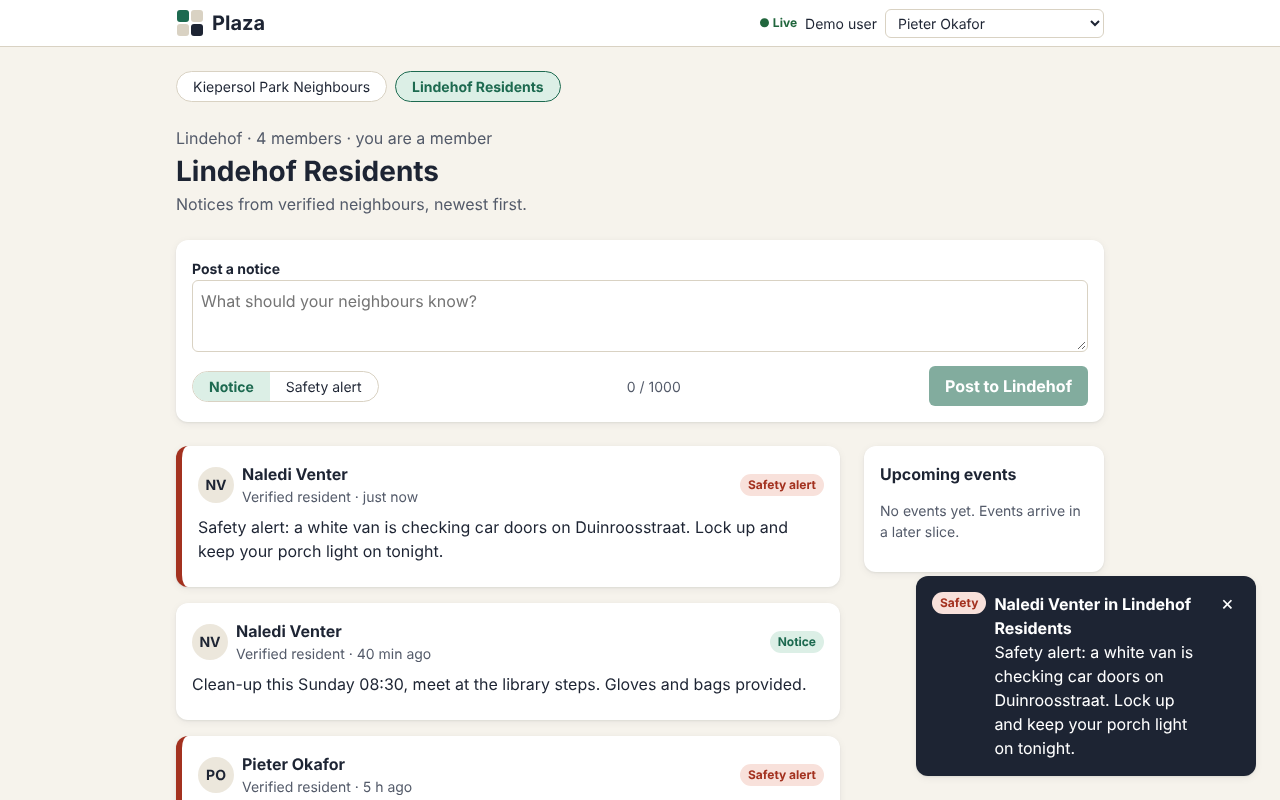 Plaza
Live
Demo user
Pieter Okafor
Kiepersol Park Neighbours
Lindehof Residents
Lindehof · 4 members · you are a member
Lindehof Residents
Notices from verified neighbours, newest first.
Post a notice
What should your neighbours know?
Notice
Safety alert
0 / 1000
Post to Lindehof
NV
Naledi Venter
Verified resident · just now
Safety alert
Safety alert: a white van is checking car doors on Duinroosstraat. Lock up and
keep your porch light on tonight.
NV
Naledi Venter
Verified resident · 40 min ago
Notice
Clean-up this Sunday 08:30, meet at the library steps. Gloves and bags provided.
PO
Pieter Okafor
Verified resident · 5 h ago
Safety alert
Upcoming events
No events yet. Events arrive in
a later slice.
Safety
Naledi Venter in Lindehof
Residents
Safety alert: a white van is
checking car doors on
Duinroosstraat. Lock up
and keep your porch light
on tonight.